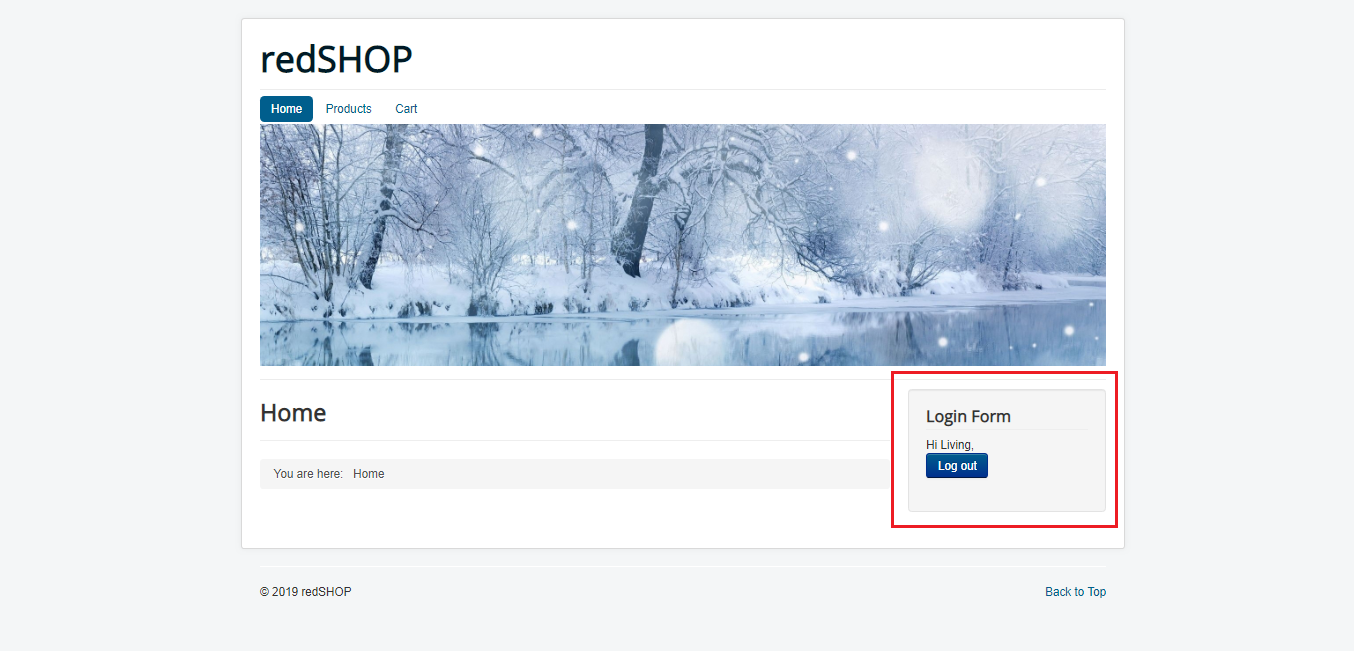 redSHOP
Home Products Cart
Home
You are here: Home
Login Form
Hi Living,
Log out
© 2019 redSHOP
Back to Top